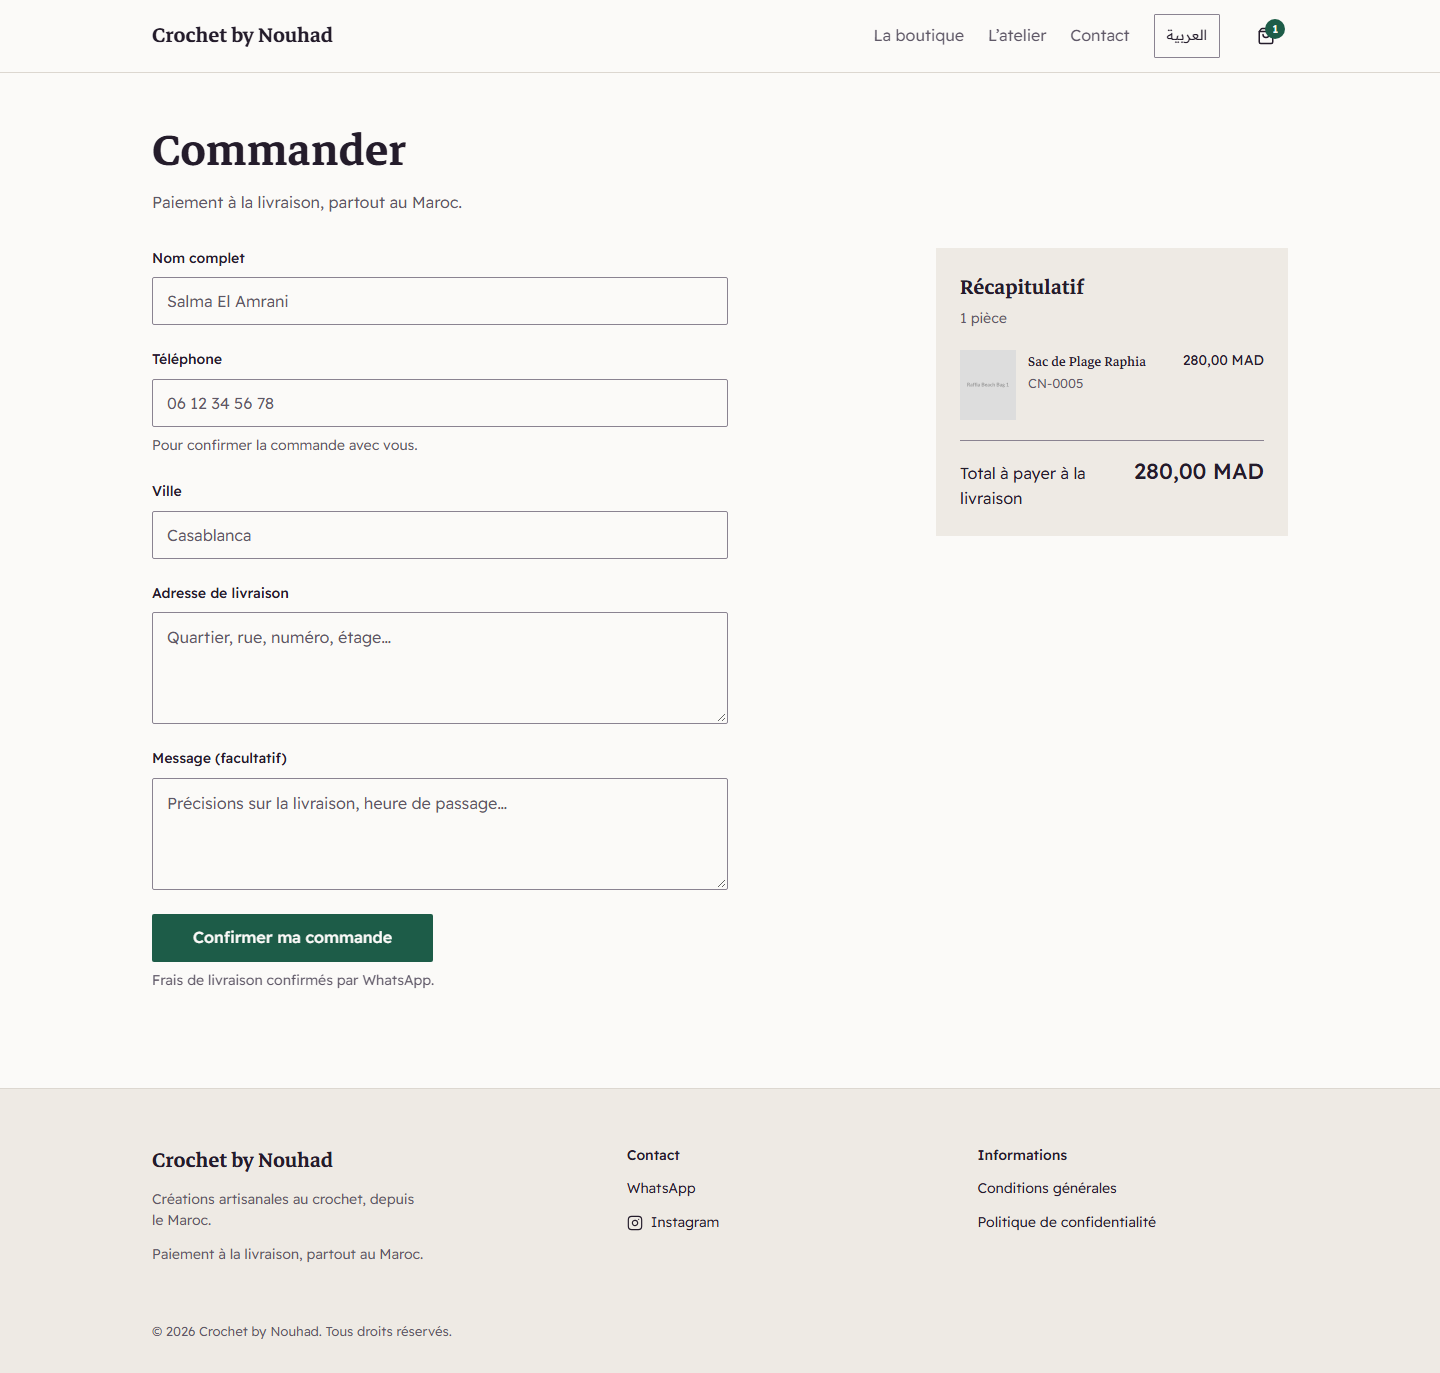 Crochet by Nouhad
La boutique
L’atelier
Contact
العربية
1
Commander
Paiement à la livraison, partout au Maroc.
Nom complet
Salma El Amrani
Téléphone
06 12 34 56 78
Pour confirmer la commande avec vous.
Ville
Casablanca
Adresse de livraison
Quartier, rue, numéro, étage…
Message (facultatif)
Précisions sur la livraison, heure de passage…
Confirmer ma commande
Frais de livraison confirmés par WhatsApp.
Récapitulatif
1 pièce
Raffia Beach Bag 1
Sac de Plage Raphia
280,00 MAD
CN-0005
Total à payer à la
livraison
280,00 MAD
Crochet by Nouhad
Créations artisanales au crochet, depuis
le Maroc.
Paiement à la livraison, partout au Maroc.
Contact
WhatsApp
Instagram
Informations
Conditions générales
Politique de confidentialité
© 2026 Crochet by Nouhad. Tous droits réservés.